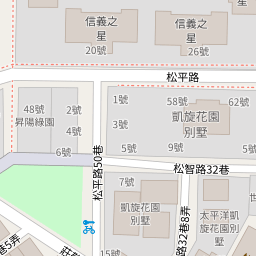 信義之
星
20號
信義之
星
26號
松平路
48號
昇陽綠園
2號
4號
6號
1號
3號
5號
58號
62號
凱旋花園
別墅
9號
松平路50巷
松智路32巷
7號
凱旋花園
別墅
松智路32巷8弄
太平洋凱
旋花園別
墅
15號
巷5弄